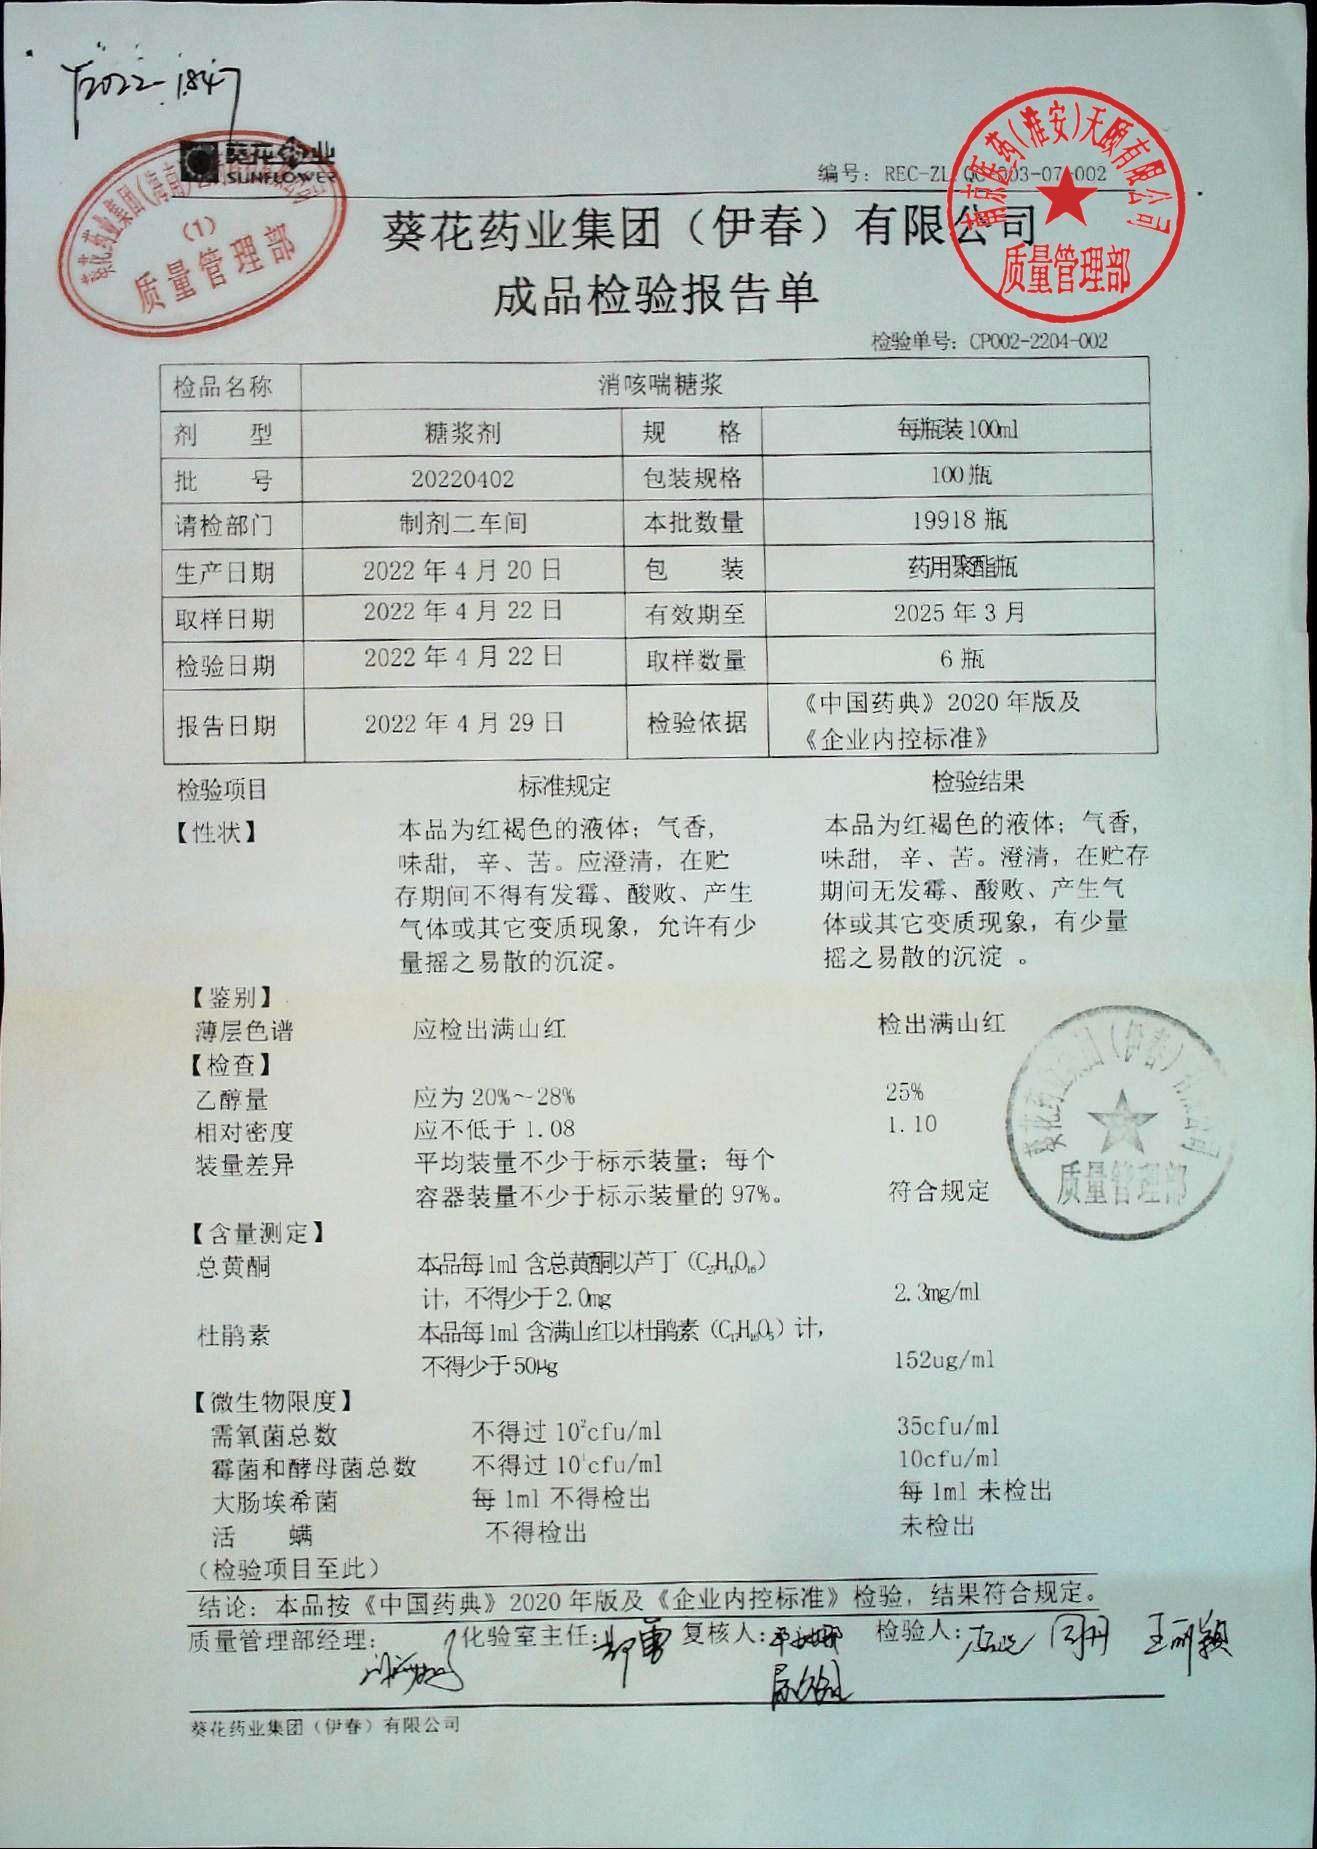 Y2022-1847
葵花药业
SUNFLOWER
编号：REC-ZL-QC-003-07-002
葵花药业集团（伊春）有限公司
成品检验报告单
南京医药（淮安）天颐有限公司
质量管理部
(1)
质量管理部
检验单号：CP002-2204-002
检品名称 消咳喘糖浆
剂 型 糖浆剂 规 格 每瓶装100ml
批 号 20220402 包装规格 100瓶
请检部门 制剂二车间 本批数量 19918瓶
生产日期 2022年4月20日 包 装 药用聚酯瓶
取样日期 2022年4月22日 有效期至 2025年3月
检验日期 2022年4月22日 取样数量 6瓶
报告日期 2022年4月29日 检验依据 《中国药典》2020年版及
《企业内控标准》
检验项目 标准规定 检验结果
【性状】 本品为红褐色的液体；气香， 本品为红褐色的液体；气香，
味甜，辛、苦。应澄清，在贮 味甜，辛、苦。澄清，在贮存
存期间不得有发霉、酸败、产生 期间无发霉、酸败、产生气
气体或其它变质现象，允许有少 体或其它变质现象，有少量
量摇之易散的沉淀。 摇之易散的沉淀 。
【鉴别】
薄层色谱 应检出满山红 检出满山红
【检查】
乙醇量 应为20%～28% 25%
相对密度 应不低于1.08 1.10
装量差异 平均装量不少于标示装量；每个
容器装量不少于标示装量的97%。 符合规定
葵花药业集团（伊春）有限公司
质量管理部
【含量测定】
总黄酮 本品每1ml含总黄酮以芦丁（C₂₇H₃₀O₁₆）
计，不得少于2.0mg 2.3mg/ml
杜鹃素 本品每1ml含满山红以杜鹃素（C₁₇H₁₆O₅）计，
不得少于50μg 152ug/ml
【微生物限度】
需氧菌总数 不得过10²cfu/ml 35cfu/ml
霉菌和酵母菌总数 不得过10¹cfu/ml 10cfu/ml
大肠埃希菌 每1ml不得检出 每1ml未检出
活 螨 不得检出 未检出
（检验项目至此）
结论：本品按《中国药典》2020年版及《企业内控标准》检验，结果符合规定。
质量管理部经理： 化验室主任： 复核人： 检验人： 王丽颖
葵花药业集团（伊春）有限公司